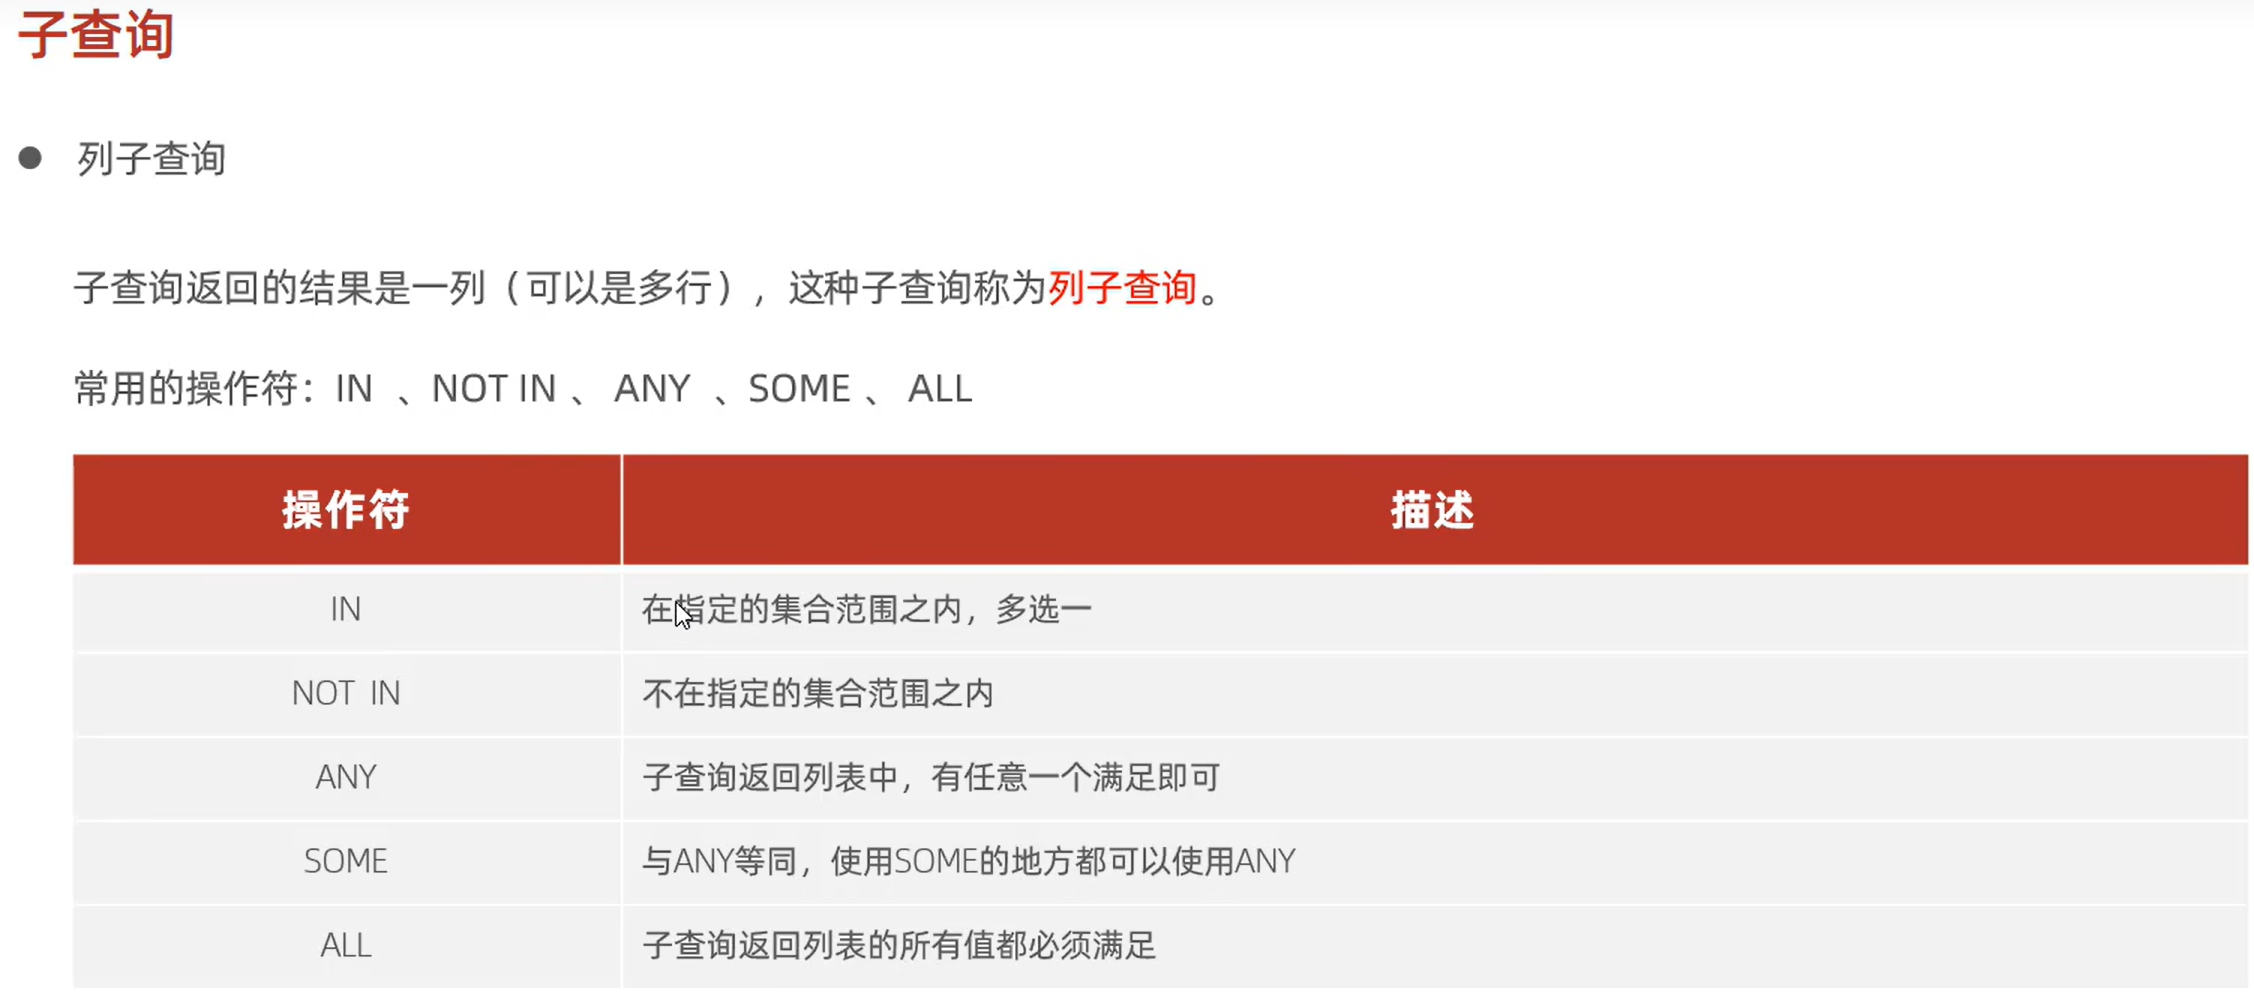 子查询
● 列子查询
子查询返回的结果是一列（可以是多行），这种子查询称为列子查询。
常用的操作符：IN 、NOT IN 、 ANY 、SOME 、 ALL
操作符 描述
IN 在指定的集合范围之内，多选一
NOT IN 不在指定的集合范围之内
ANY 子查询返回列表中，有任意一个满足即可
SOME 与ANY等同，使用SOME的地方都可以使用ANY
ALL 子查询返回列表的所有值都必须满足